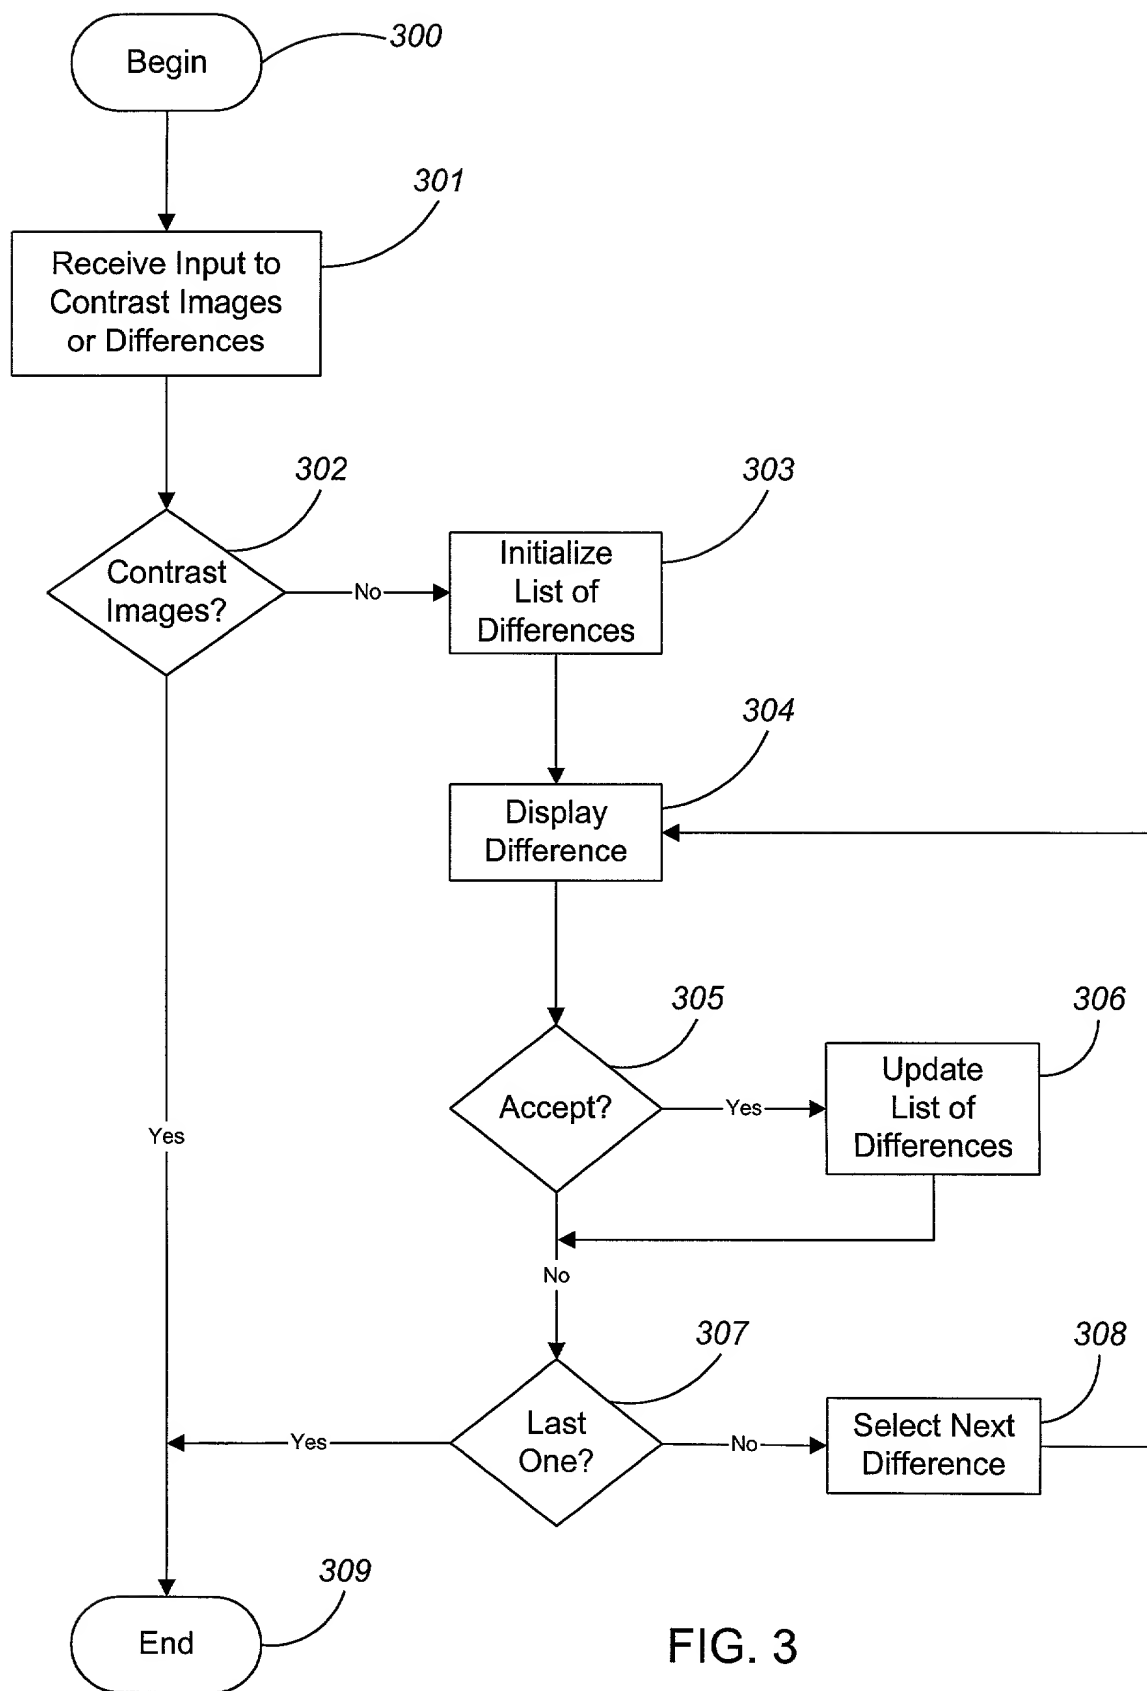 Begin
300
301
Receive Input to
Contrast Images
or Differences
302
Contrast
Images?
No
303
Initialize
List of
Differences
304
Display
Difference
305
Accept?
Yes
306
Update
List of
Differences
Yes
No
307
Last
One?
Yes
No
308
Select Next
Difference
309
End
FIG. 3